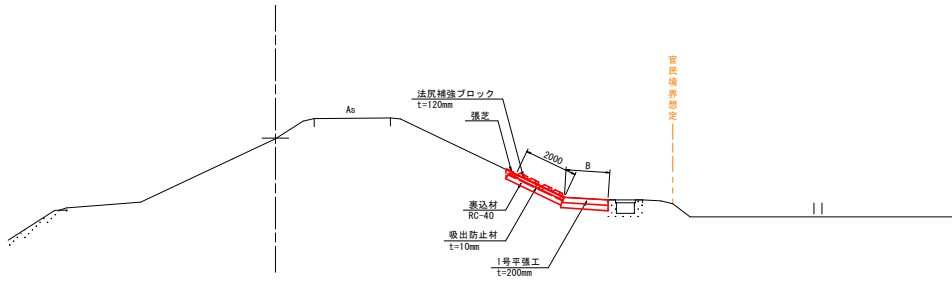 官民境界想定
法尻補強ブロック
t=120mm
As
張芝
2000
B
裏込材
RC-40
吸出防止材
t=10mm
1号平張工
t=200mm